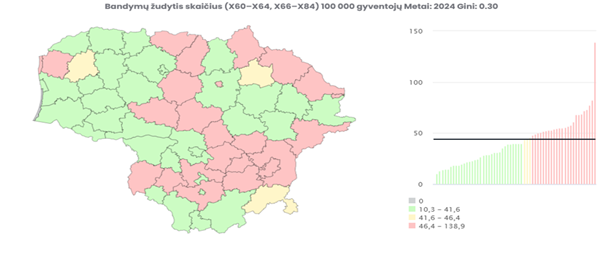 Bandymų žudytis skaičius (X60–X64, X66–X84) 100 000 gyventojų Metai: 2024 Gini: 0.30
150
100
50
0
0
10,3 – 41,6
41,6 – 46,4
46,4 – 138,9